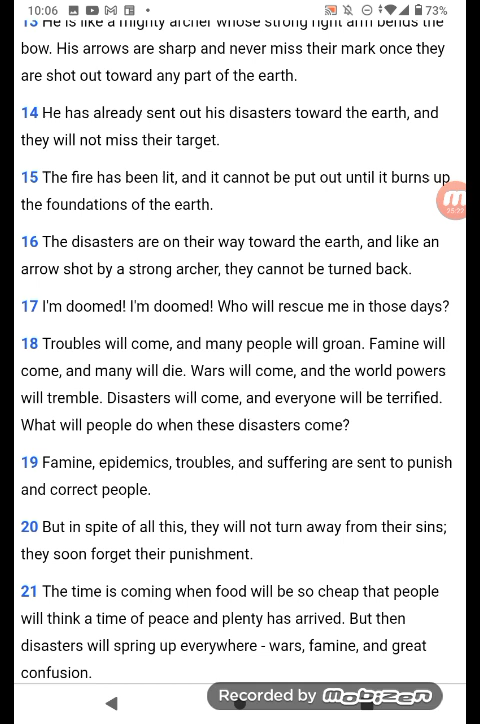 10:06 73%
13 He is like a mighty archer whose strong right arm bends the
bow. His arrows are sharp and never miss their mark once they
are shot out toward any part of the earth.
14 He has already sent out his disasters toward the earth, and
they will not miss their target.
15 The fire has been lit, and it cannot be put out until it burns up
the foundations of the earth.
16 The disasters are on their way toward the earth, and like an
arrow shot by a strong archer, they cannot be turned back.
17 I'm doomed! I'm doomed! Who will rescue me in those days?
18 Troubles will come, and many people will groan. Famine will
come, and many will die. Wars will come, and the world powers
will tremble. Disasters will come, and everyone will be terrified.
What will people do when these disasters come?
19 Famine, epidemics, troubles, and suffering are sent to punish
and correct people.
20 But in spite of all this, they will not turn away from their sins;
they soon forget their punishment.
21 The time is coming when food will be so cheap that people
will think a time of peace and plenty has arrived. But then
disasters will spring up everywhere - wars, famine, and great
confusion.
Recorded by mobizen